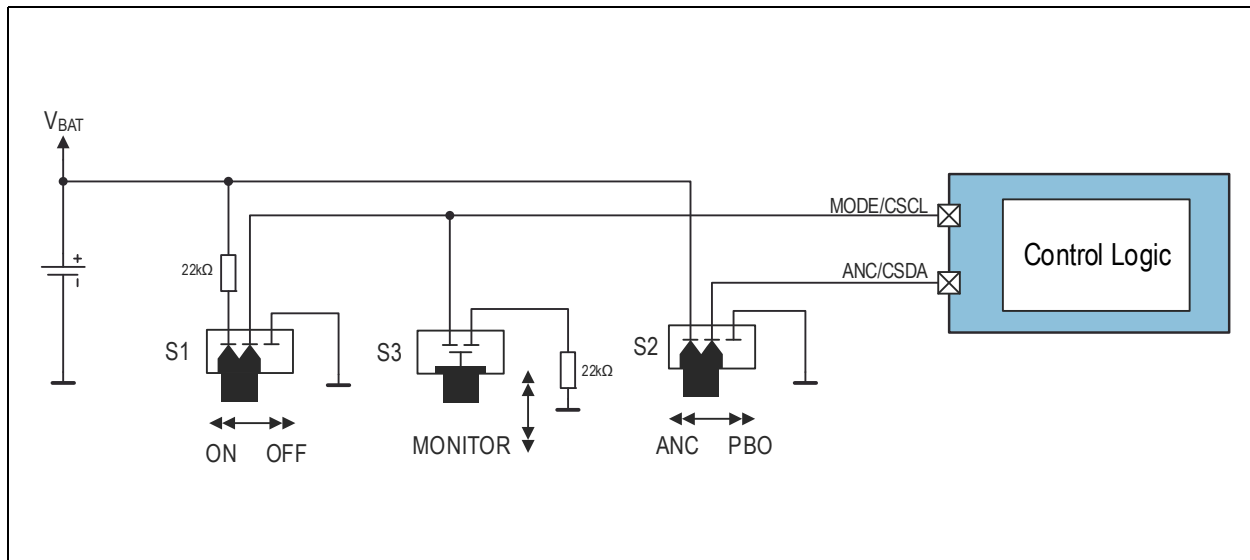 VBAT
MODE/CSCL
ANC/CSDA
Control Logic
+
22kΩ
S1
S3
S2
22kΩ
ON OFF
MONITOR
ANC PBO